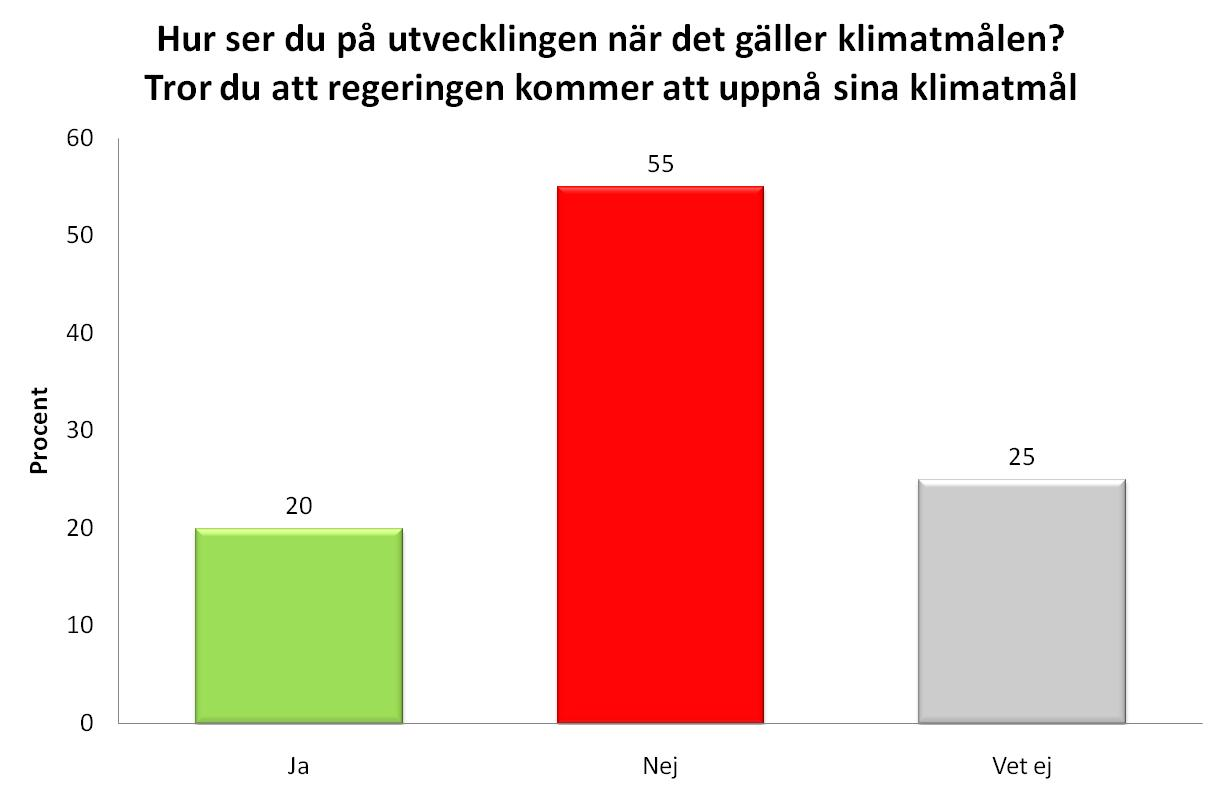 Hur ser du på utvecklingen när det gäller klimatmålen?
Tror du att regeringen kommer att uppnå sina klimatmål
60
50
40
30
20
10
0
Procent
20
55
25
Ja
Nej
Vet ej